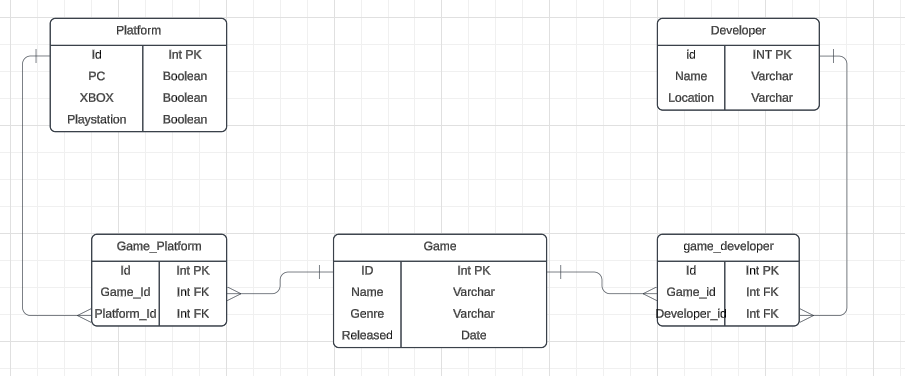 Platform
Id Int PK
PC Boolean
XBOX Boolean
Playstation Boolean
Developer
id INT PK
Name Varchar
Location Varchar
Game_Platform
Id Int PK
Game_Id Int FK
Platform_Id Int FK
Game
ID Int PK
Name Varchar
Genre Varchar
Released Date
game_developer
Id Int PK
Game_id Int FK
Developer_id Int FK